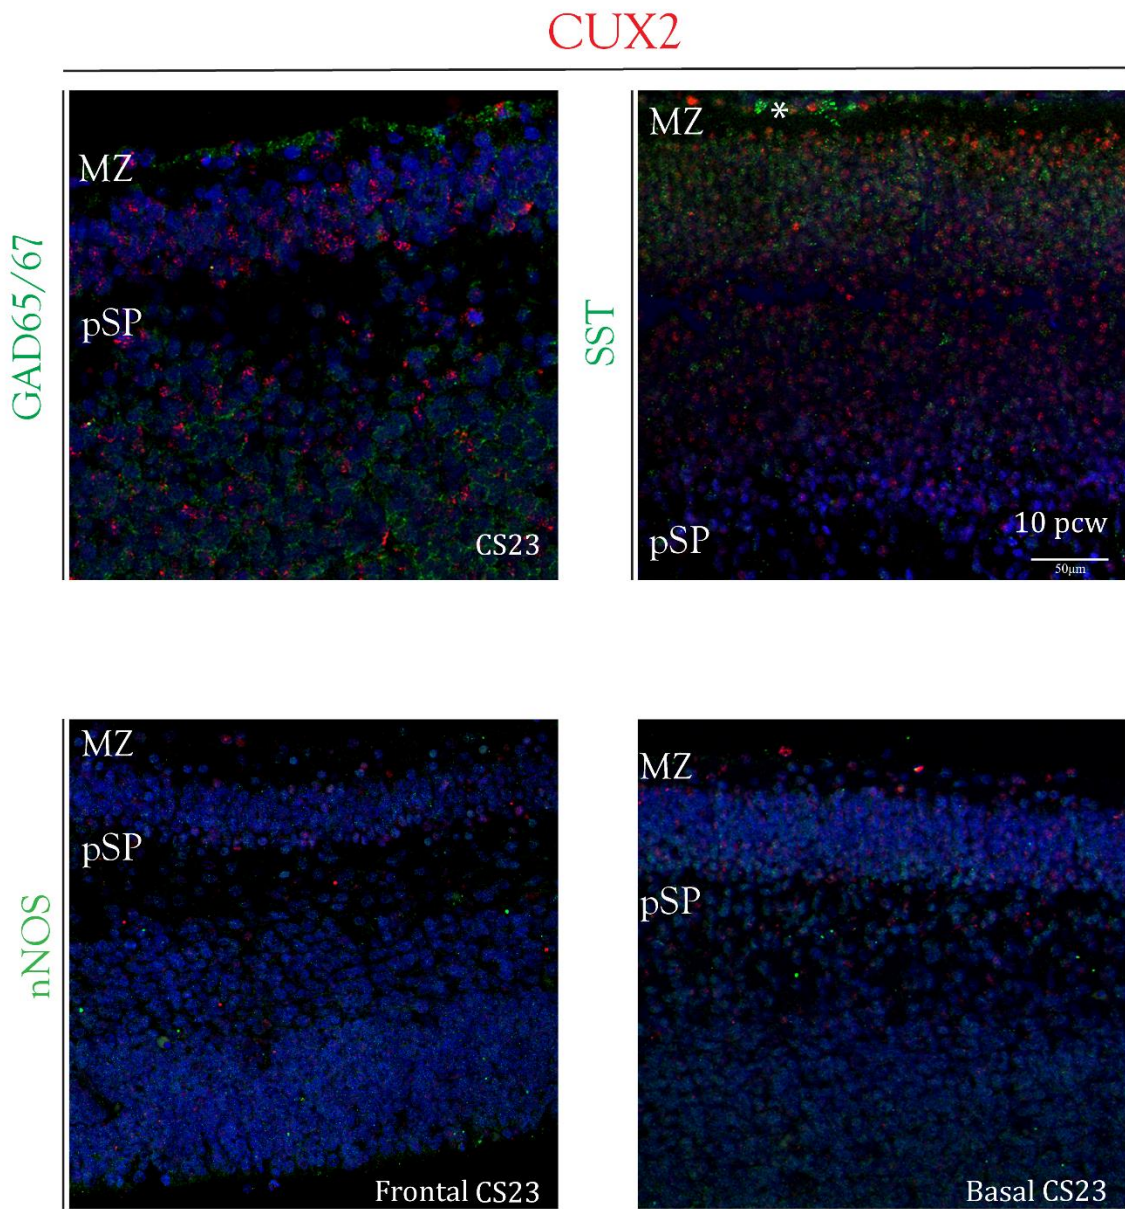 CUX2
GAD65/67
MZ
pSP
CS23
SST
MZ
*
pSP
10 pcw
50μm
nNOS
MZ
pSP
Frontal CS23
MZ
pSP
Basal CS23